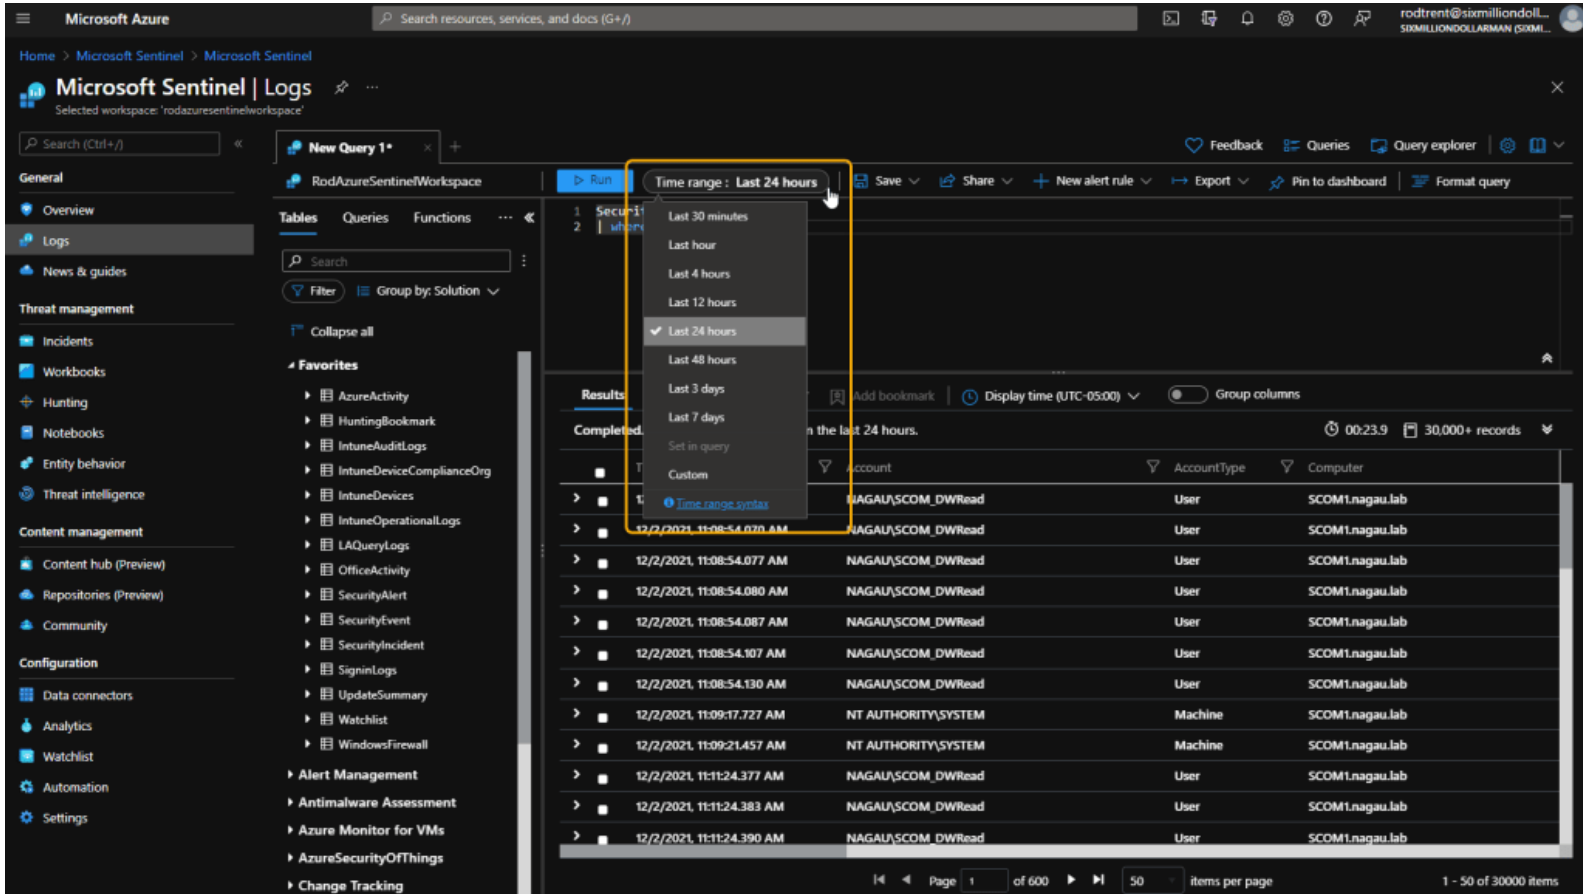 Microsoft Azure
Search resources, services, and docs (G+/)
rodtrent@sixmilliondoll...
SIXMILLIONDOLLARMAN (SIXMI...
Home > Microsoft Sentinel > Microsoft Sentinel
Microsoft Sentinel | Logs
Selected workspace: 'rodazuresentinelworkspace'
Search (Ctrl+/)
General
Overview
Logs
News & guides
Threat management
Incidents
Workbooks
Hunting
Notebooks
Entity behavior
Threat intelligence
Content management
Content hub (Preview)
Repositories (Preview)
Community
Configuration
Data connectors
Analytics
Watchlist
Automation
Settings
New Query 1*
Feedback
Queries
Query explorer
RodAzureSentinelWorkspace
Run
Time range : Last 24 hours
Save
Share
New alert rule
Export
Pin to dashboard
Format query
Tables
Queries
Functions
Search
Filter
Group by: Solution
Collapse all
Favorites
AzureActivity
HuntingBookmark
IntuneAuditLogs
IntuneDeviceComplianceOrg
IntuneDevices
IntuneOperationalLogs
LAQueryLogs
OfficeActivity
SecurityAlert
SecurityEvent
SecurityIncident
SigninLogs
UpdateSummary
Watchlist
WindowsFirewall
Alert Management
Antimalware Assessment
Azure Monitor for VMs
AzureSecurityOfThings
Change Tracking
1 Securit
2 | where
Last 30 minutes
Last hour
Last 4 hours
Last 12 hours
Last 24 hours
Last 48 hours
Last 3 days
Last 7 days
Set in query
Custom
Time range syntax
Results
Add bookmark
Display time (UTC-05:00)
Group columns
Completed.
the last 24 hours.
00:23.9
30,000+ records
Account
AccountType
Computer
NAGAU\SCOM_DWRead User SCOM1.nagau.lab
12/2/2021, 11:08:54.070 AM NAGAU\SCOM_DWRead User SCOM1.nagau.lab
12/2/2021, 11:08:54.077 AM NAGAU\SCOM_DWRead User SCOM1.nagau.lab
12/2/2021, 11:08:54.080 AM NAGAU\SCOM_DWRead User SCOM1.nagau.lab
12/2/2021, 11:08:54.087 AM NAGAU\SCOM_DWRead User SCOM1.nagau.lab
12/2/2021, 11:08:54.107 AM NAGAU\SCOM_DWRead User SCOM1.nagau.lab
12/2/2021, 11:08:54.130 AM NAGAU\SCOM_DWRead User SCOM1.nagau.lab
12/2/2021, 11:09:17.727 AM NT AUTHORITY\SYSTEM Machine SCOM1.nagau.lab
12/2/2021, 11:09:21.457 AM NT AUTHORITY\SYSTEM Machine SCOM1.nagau.lab
12/2/2021, 11:11:24.377 AM NAGAU\SCOM_DWRead User SCOM1.nagau.lab
12/2/2021, 11:11:24.383 AM NAGAU\SCOM_DWRead User SCOM1.nagau.lab
12/2/2021, 11:11:24.390 AM NAGAU\SCOM_DWRead User SCOM1.nagau.lab
Page 1 of 600
50 items per page
1 - 50 of 30000 items